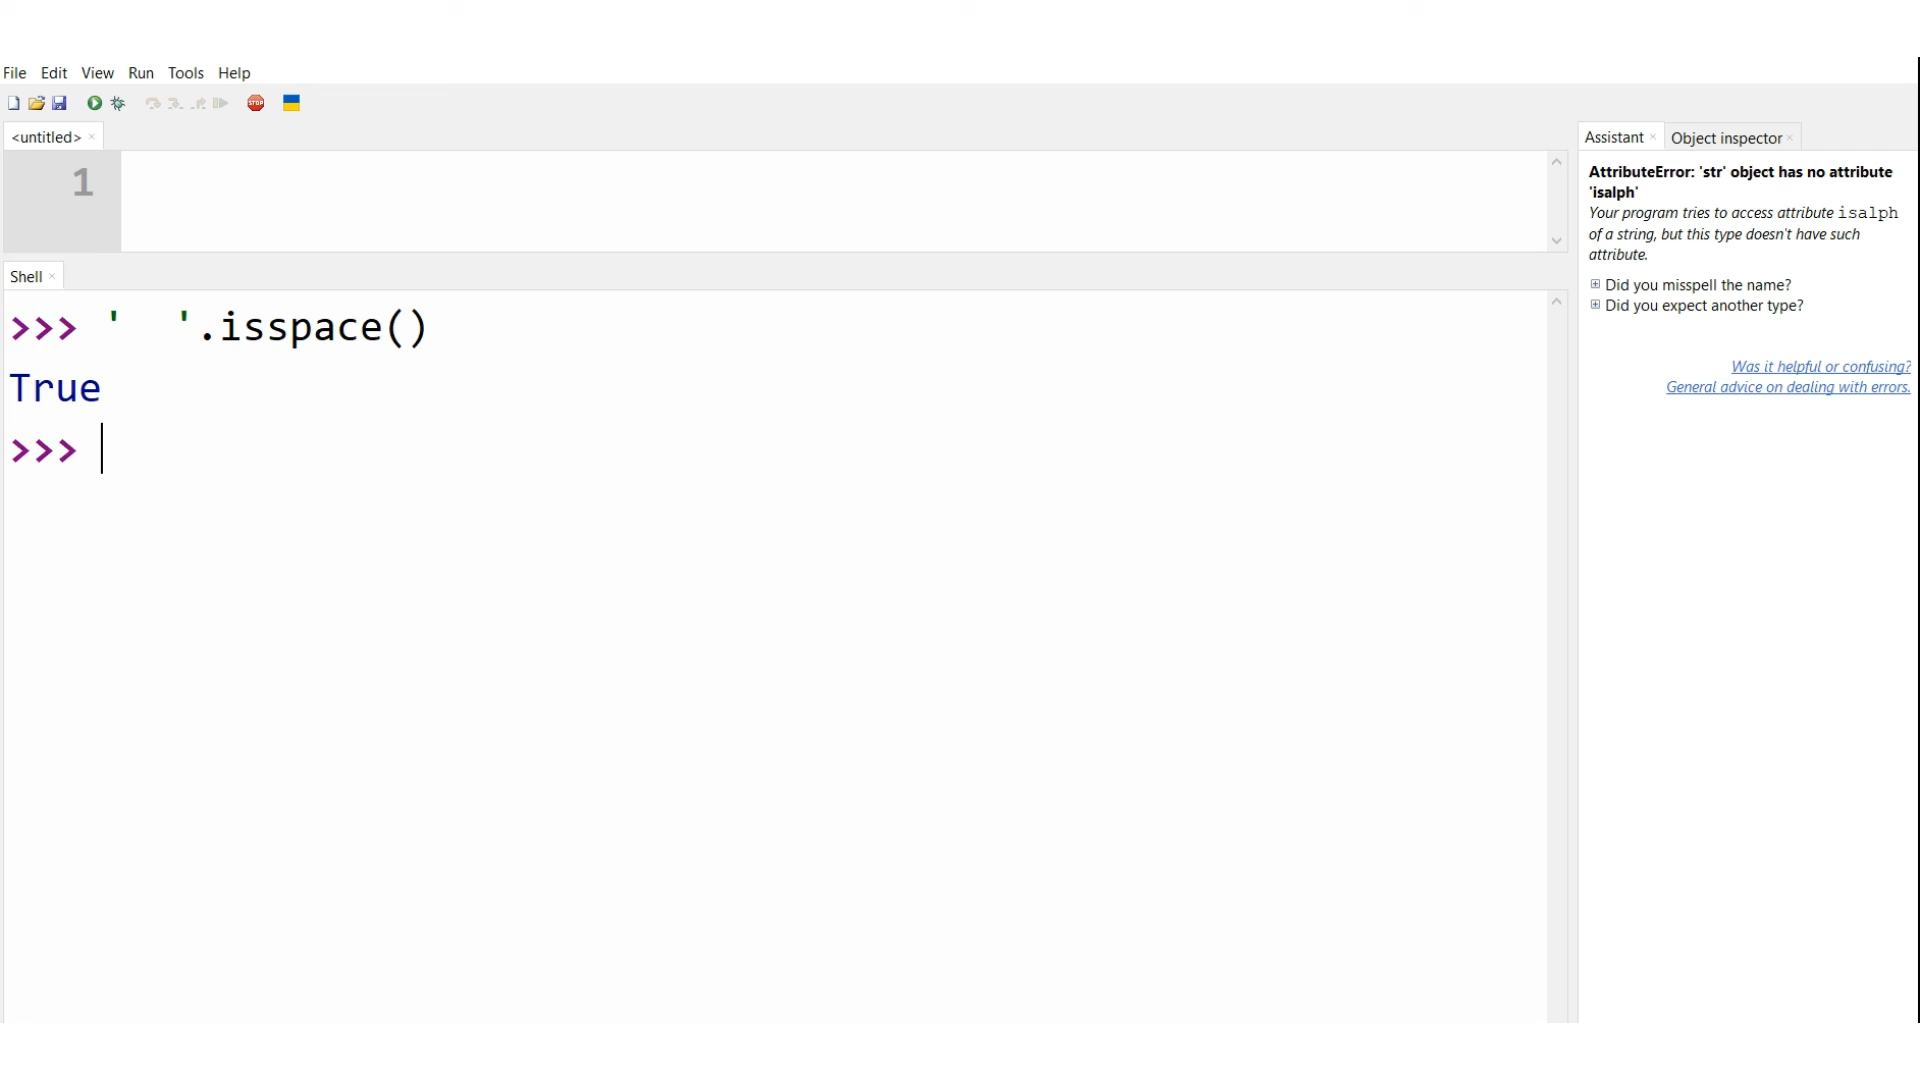 File Edit View Run Tools Help
STOP
<untitled> ×
1
Assistant × Object inspector ×
AttributeError: 'str' object has no attribute
'isalph'
Your program tries to access attribute isalph
of a string, but this type doesn't have such
attribute.
Did you misspell the name?
Did you expect another type?
Was it helpful or confusing?
General advice on dealing with errors.
Shell ×
>>> '  '.isspace()
True
>>>